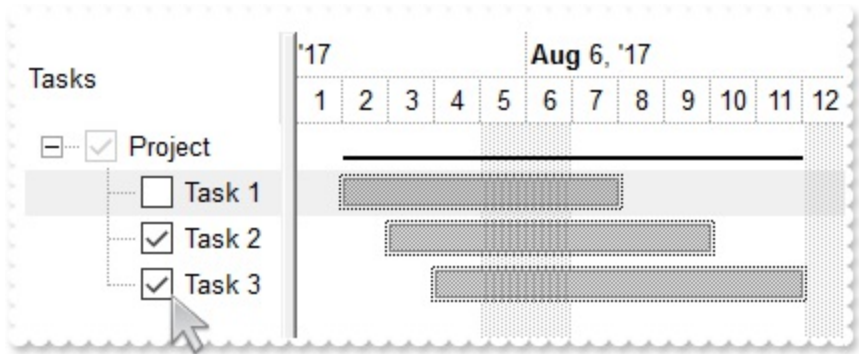 '17 Aug 6, '17
Tasks
1 2 3 4 5 6 7 8 9 10 11 12
Project
Task 1
Task 2
Task 3